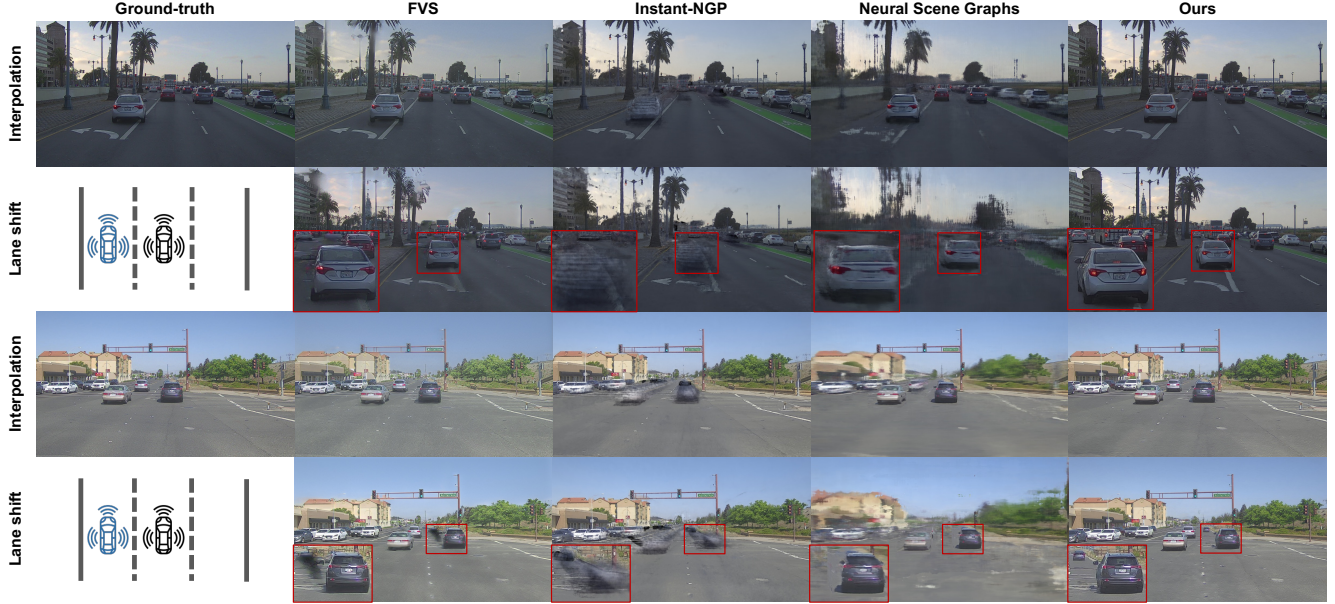 Ground-truth
FVS
Instant-NGP
Neural Scene Graphs
Ours
Interpolation
Lane shift
Interpolation
Lane shift